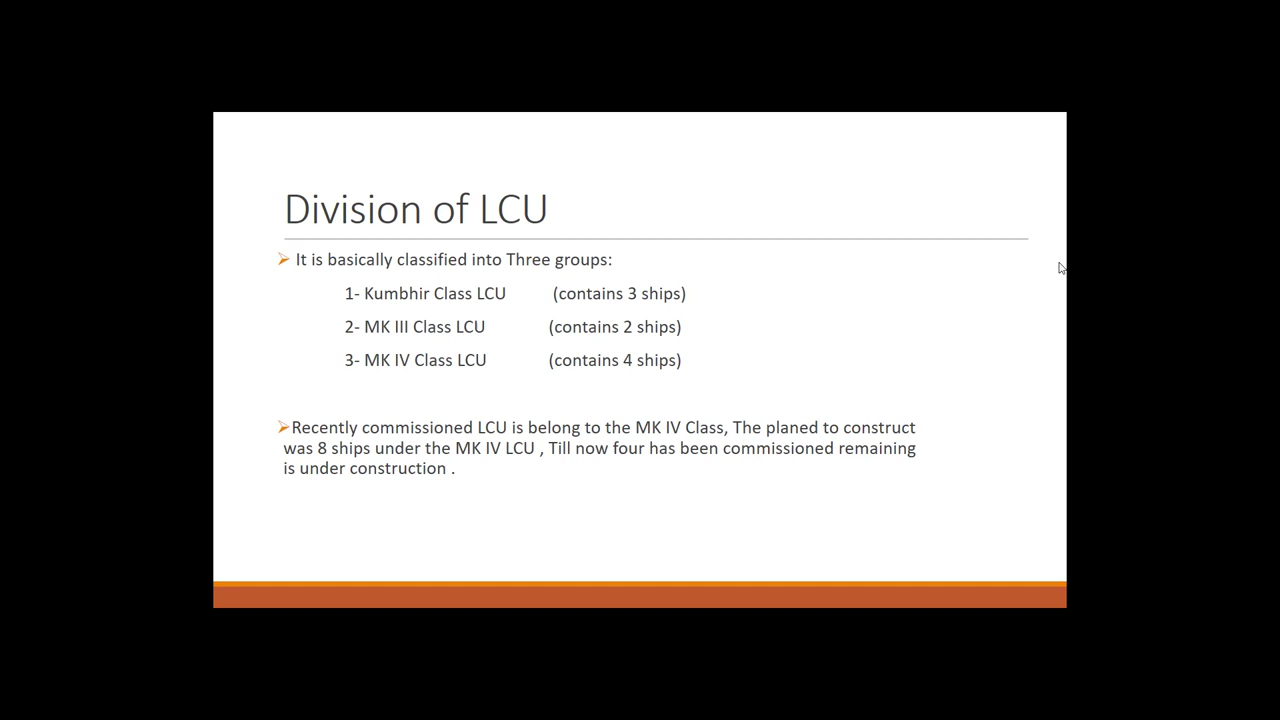 Division of LCU
It is basically classified into Three groups:
1- Kumbhir Class LCU (contains 3 ships)
2- MK III Class LCU (contains 2 ships)
3- MK IV Class LCU (contains 4 ships)
Recently commissioned LCU is belong to the MK IV Class, The planed to construct
was 8 ships under the MK IV LCU , Till now four has been commissioned remaining
is under construction .